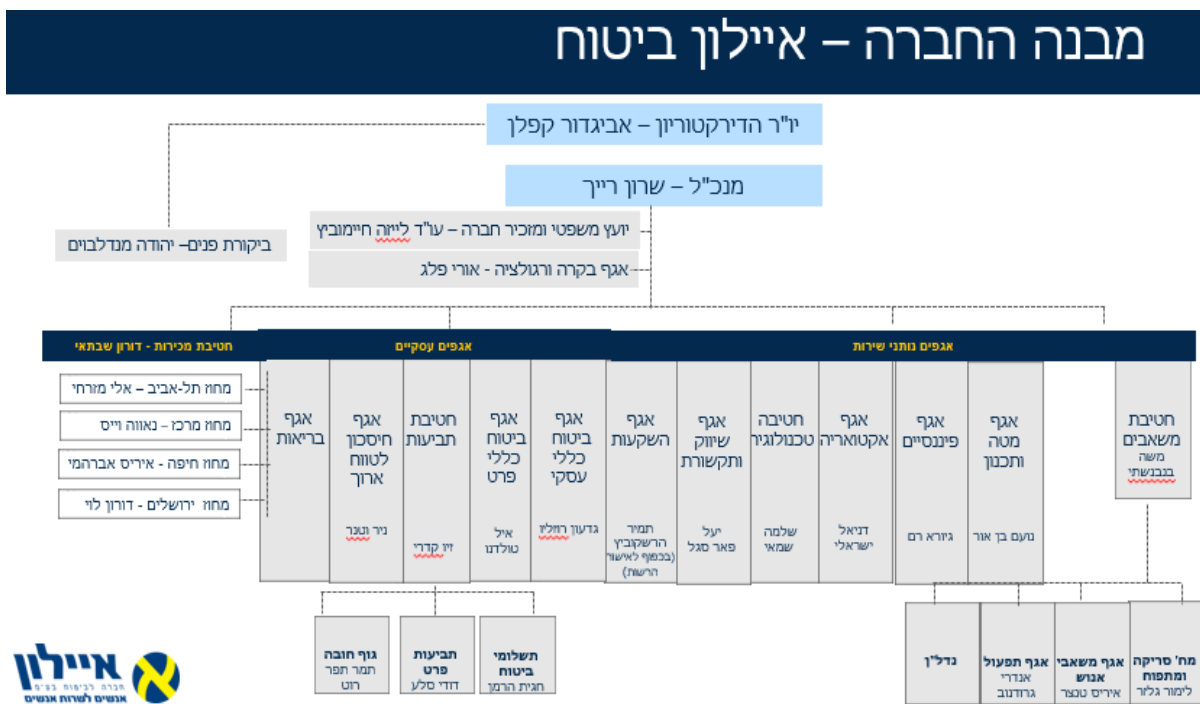 מבנה החברה – איילון ביטוח
יו"ר הדירקטוריון – אביגדור קפלן
מנכ"ל – שרון רייך
יועץ משפטי ומזכיר חברה – עו"ד לייזה חיימוביץ
אגף בקרה ורגולציה - אורי פלג
ביקורת פנים– יהודה מנדלבוים
אגפים נותני שירות
אגפים עסקיים
חטיבת מכירות - דורון שבתאי
חטיבת
משאבים
משה
בנבנשתי
אגף
מטה
ותכנון
נועם בן אור
אגף
פיננסיים
גיורא רם
אגף
אקטואריה
דניאל
ישראלי
חטיבה
טכנולוגיר
שלמה
שמאי
אגף
שיווק
ותקשורת
יעל
פאר סגל
אגף
השקעות
תמיר
הרשקוביץ
(בכפוף לאישור
הרשות)
אגף
ביטוח
כללי
עסקי
גדעון רוזליו
אגף
ביטוח
כללי
פרט
איל
טולדנו
חטיבת
תביעות
זיו קדרי
אגף
חיסכון
לטווח
ארוך
ניר וטנר
אגף
בריאות
מחוז תל-אביב – אלי מזרחי
מחוז מרכז – נאווה וייס
מחוז חיפה - איריס אברהמי
מחוז ירושלים - דורון לוי
מח' סריקה
ומתפוח
לימור גלזר
אגף משאבי
אנוש
איריס טנצר
אגף תפעול
אנדרי
גרודנוב
נדל"ן
תשלומי
ביטוח
חגית הרמן
תביעות
פרט
דודי סלע
גוף חובה
תמר תפר
רוט
איילון
חברה לביטוח בע"מ
אנשים לשרות אנשים